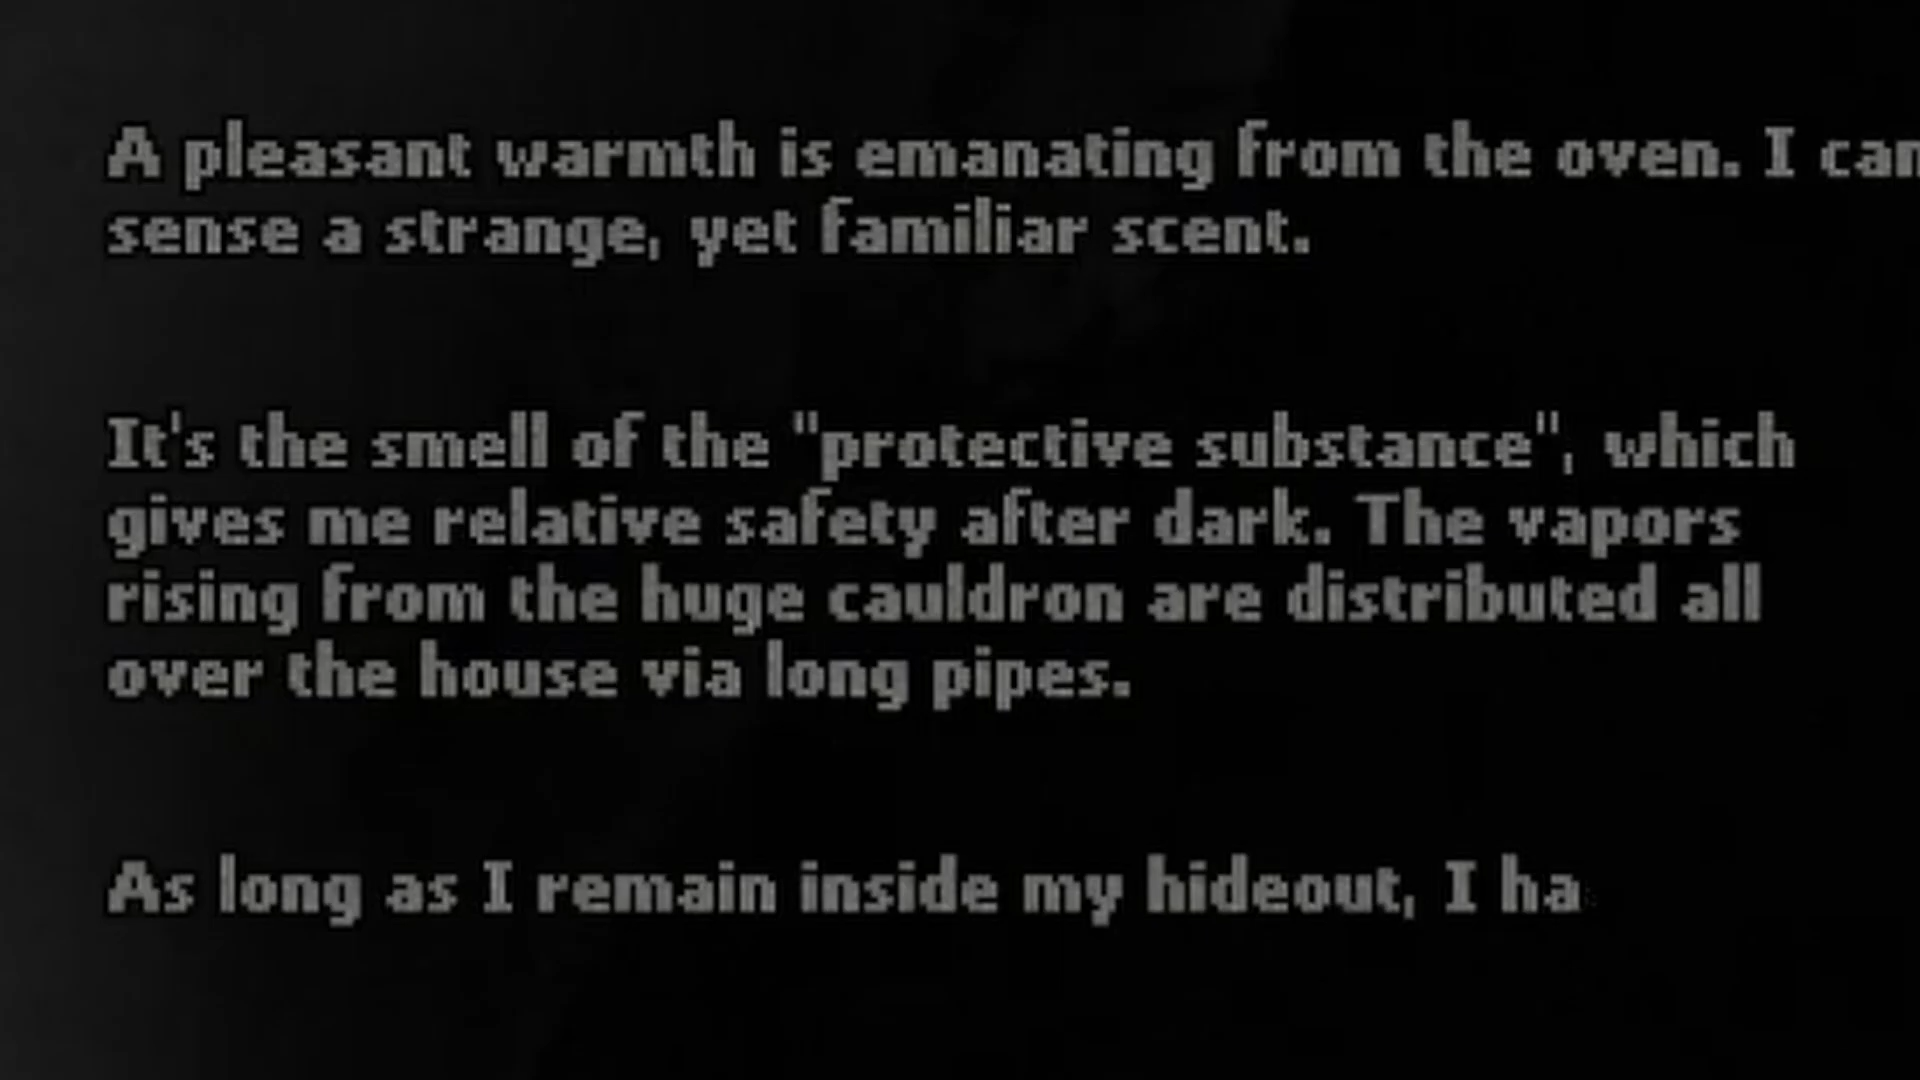 A pleasant warmth is emanating from the oven. I can
sense a strange, yet familiar scent.
It's the smell of the "protective substance", which
gives me relative safety after dark. The vapors
rising from the huge cauldron are distributed all
over the house via long pipes.
As long as I remain inside my hideout, I ha